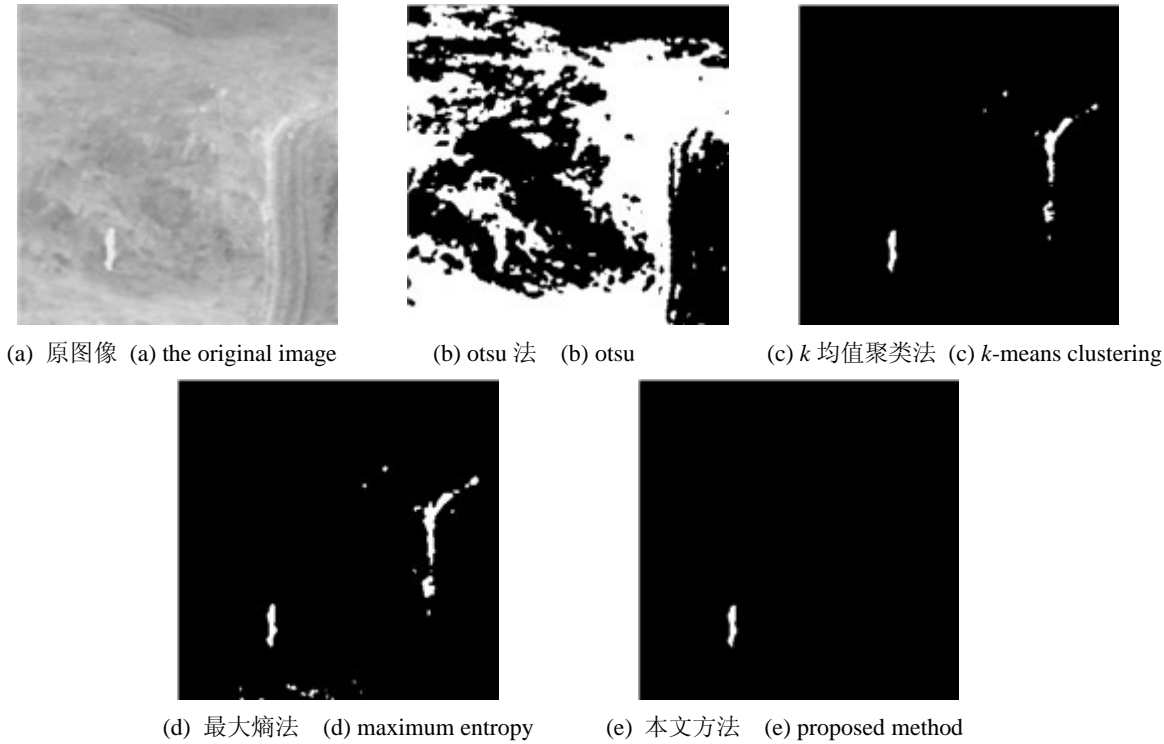 (a) 原图像 (a) the original image
(b) otsu 法 (b) otsu
(c) k 均值聚类法 (c) k-means clustering
(d) 最大熵法 (d) maximum entropy
(e) 本文方法 (e) proposed method